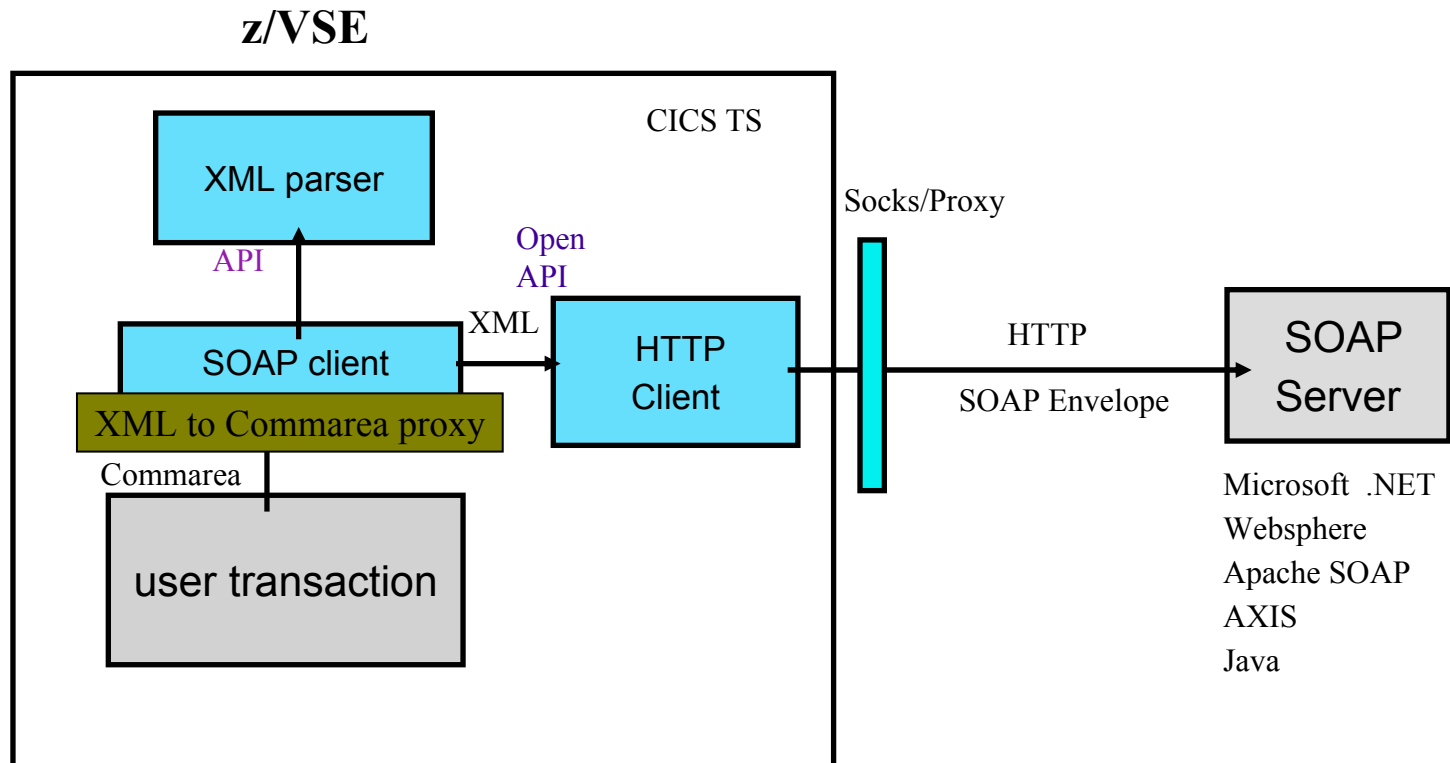 z/VSE
CICS TS
XML parser
Socks/Proxy
API
Open
API
XML
SOAP client
HTTP
Client
HTTP
SOAP
Server
SOAP Envelope
XML to Commarea proxy
Commarea
user transaction
Microsoft .NET
Websphere
Apache SOAP
AXIS
Java